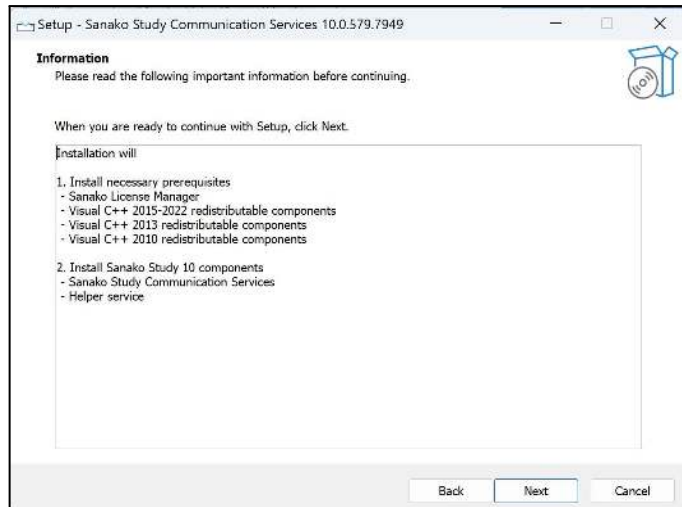 Setup - Sanako Study Communication Services 10.0.579.7949
Information
Please read the following important information before continuing.
When you are ready to continue with Setup, click Next.
Installation will
1. Install necessary prerequisites
- Sanako License Manager
- Visual C++ 2015-2022 redistributable components
- Visual C++ 2013 redistributable components
- Visual C++ 2010 redistributable components
2. Install Sanako Study 10 components
- Sanako Study Communication Services
- Helper service
Back Next Cancel